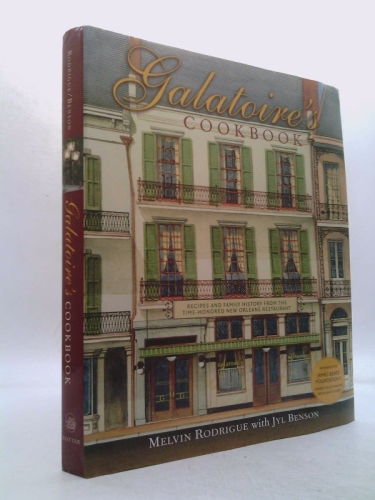 Galatoire's
COOKBOOK
RECIPES AND FAMILY HISTORY FROM THE
TIME-HONORED NEW ORLEANS RESTAURANT
MELVIN RODRIGUE with JYL BENSON
RODRIGUE/BENSON
Galatoire's COOKBOOK